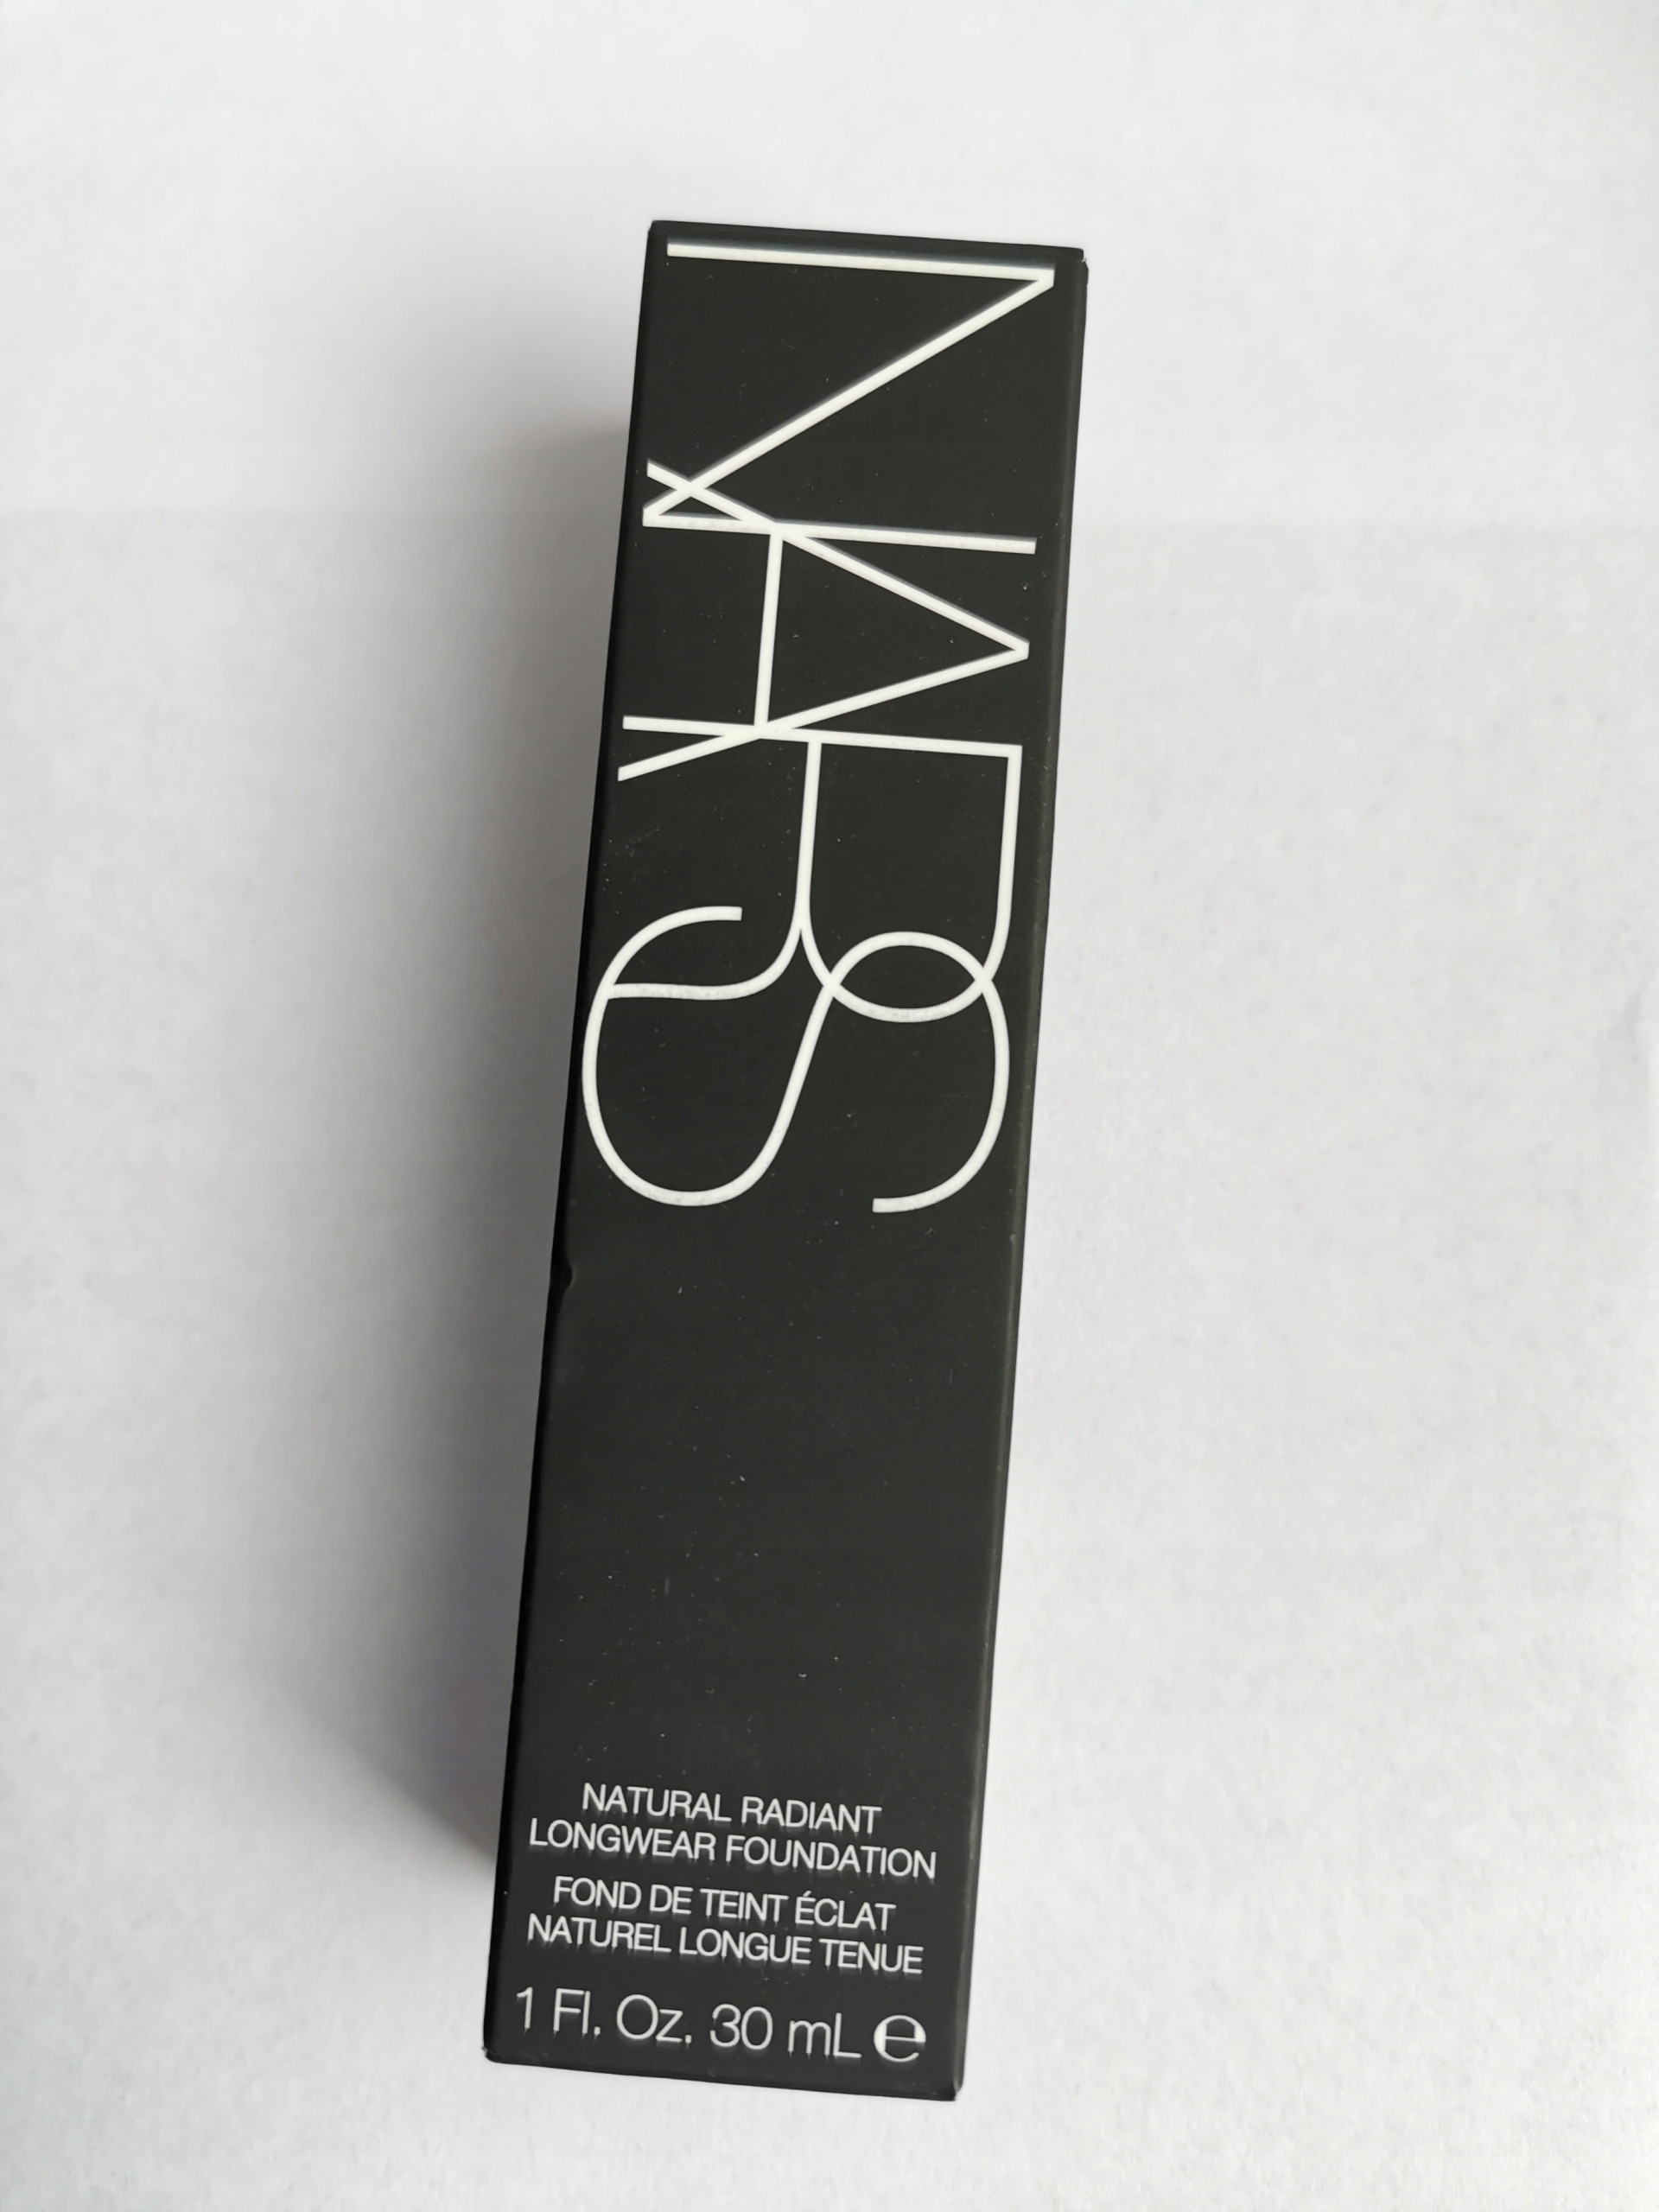 NARS
NATURAL RADIANT
LONGWEAR FOUNDATION
FOND DE TEINT ÉCLAT
NATUREL LONGUE TENUE
1 Fl. Oz. 30 mL ℮